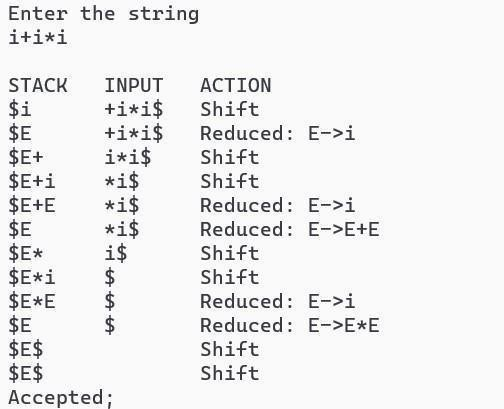 Enter the string
i+i*i
STACK   INPUT   ACTION
$i      +i*i$   Shift
$E      +i*i$   Reduced: E->i
$E+     i*i$    Shift
$E+i    *i$     Shift
$E+E    *i$     Reduced: E->i
$E      *i$     Reduced: E->E+E
$E*     i$      Shift
$E*i    $       Shift
$E*E    $       Reduced: E->i
$E      $       Reduced: E->E*E
$E$             Shift
$E$             Shift
Accepted;